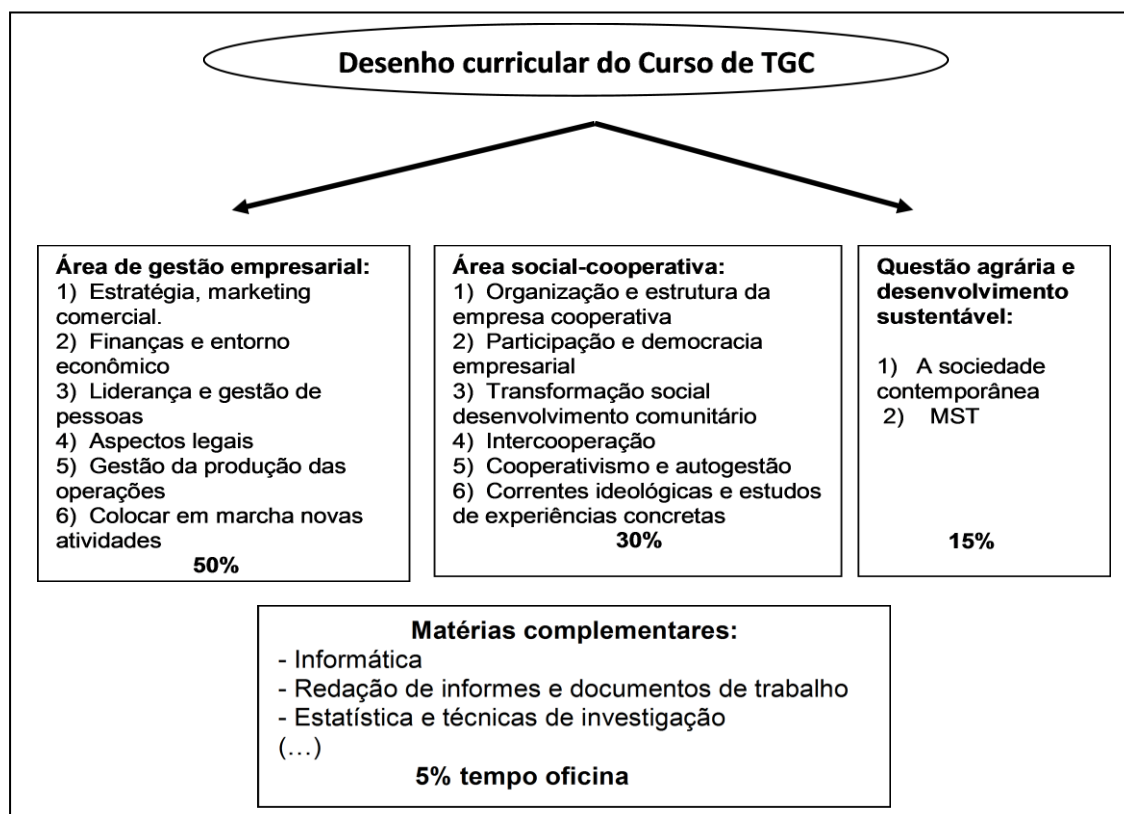 Desenho curricular do Curso de TGC
Área de gestão empresarial:
1) Estratégia, marketing
comercial.
2) Finanças e entorno
econômico
3) Liderança e gestão de
pessoas
4) Aspectos legais
5) Gestão da produção das
operações
6) Colocar em marcha novas
atividades
50%
Área social-cooperativa:
1) Organização e estrutura da
empresa cooperativa
2) Participação e democracia
empresarial
3) Transformação social
desenvolvimento comunitário
4) Intercooperação
5) Cooperativismo e autogestão
6) Correntes ideológicas e estudos
de experiências concretas
30%
Questão agrária e
desenvolvimento
sustentável:
1) A sociedade
contemporânea
2) MST
15%
Matérias complementares:
- Informática
- Redação de informes e documentos de trabalho
- Estatística e técnicas de investigação
(...)
5% tempo oficina